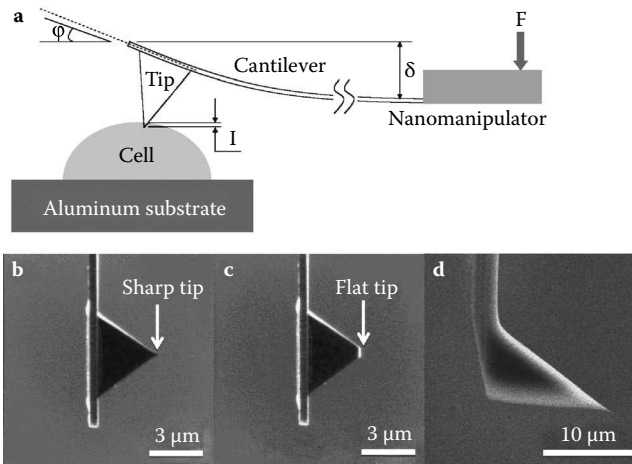 a
φ
F
δ
Cantilever
Tip
I
Nanomanipulator
Cell
Aluminum substrate
b
Sharp tip
3 μm
c
Flat tip
3 μm
d
10 μm